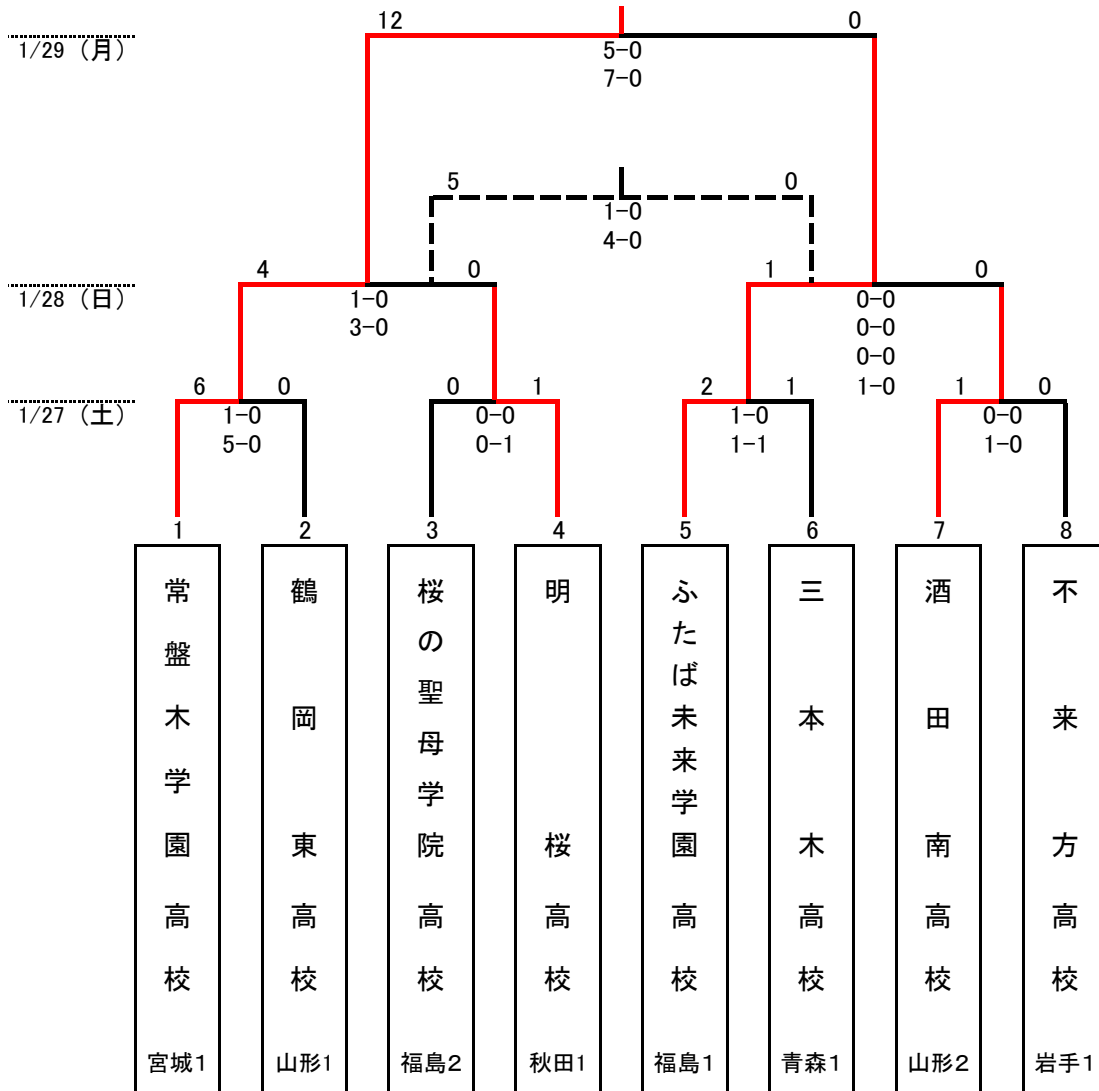 12 0
1/29（月）
5-0
7-0
5 0
1-0
4-0
4 0 1 0
1/28（日）
1-0 0-0
3-0 0-0
0-0
1-0
6 0 0 1 2 1 1 0
1/27（土）
1-0 0-0 1-0 0-0
5-0 0-1 1-1 1-0
1 2 3 4 5 6 7 8
常盤木学園高校
鶴岡東高校
桜の聖母学院高校
明桜高校
ふたば未来学園高校
三本木高校
酒田南高校
不来方高校
宮城1 山形1 福島2 秋田1 福島1 青森1 山形2 岩手1